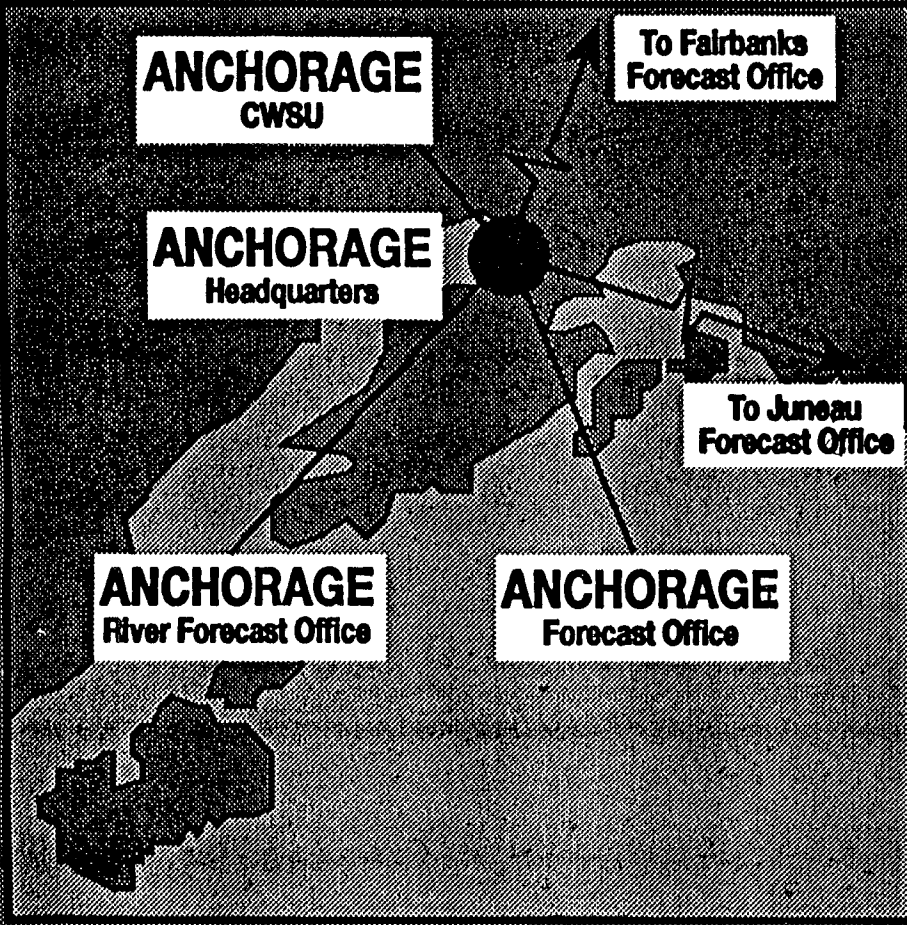 ANCHORAGE
CWSU
To Fairbanks
Forecast Office
ANCHORAGE
Headquarters
To Juneau
Forecast Office
ANCHORAGE
River Forecast Office
ANCHORAGE
Forecast Office